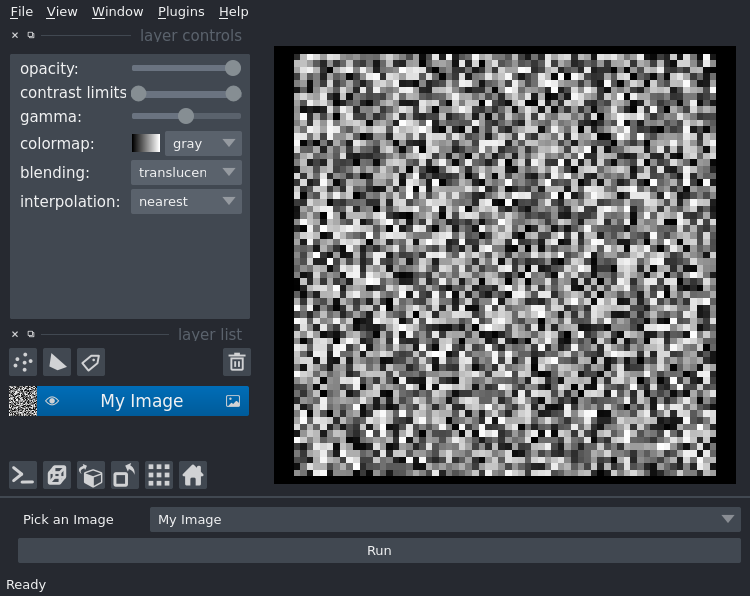 File View Window Plugins Help
layer controls
opacity:
contrast limits
gamma:
colormap: gray
blending: translucen
interpolation: nearest
layer list
My Image
Pick an Image My Image
Run
Ready